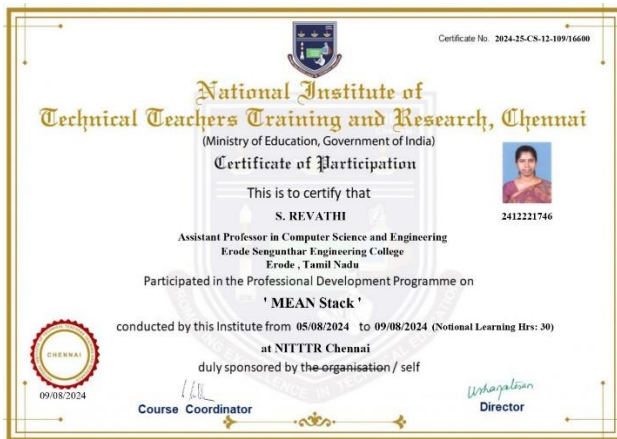 Certificate No. 2024-25-CS-12-109/16600
National Institute of
Technical Teachers Training and Research, Chennai
(Ministry of Education, Government of India)
Certificate of Participation
This is to certify that
S. REVATHI
2412221746
Assistant Professor in Computer Science and Engineering
Erode Sengunthar Engineering College
Erode , Tamil Nadu
Participated in the Professional Development Programme on
' MEAN Stack '
conducted by this Institute from 05/08/2024 to 09/08/2024 (Notional Learning Hrs: 30)
at NITTTR Chennai
duly sponsored by the organisation / self
CHENNAI
09/08/2024
Course Coordinator
Director